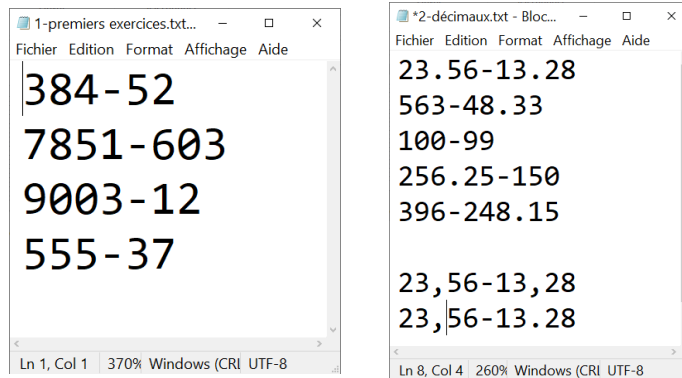 1-premiers exercices.txt...
Fichier Edition Format Affichage Aide
384-52
7851-603
9003-12
555-37
Ln 1, Col 1 370% Windows (CRL UTF-8
*2-décimaux.txt - Bloc...
Fichier Edition Format Affichage Aide
23.56-13.28
563-48.33
100-99
256.25-150
396-248.15
23,56-13,28
23,56-13.28
Ln 8, Col 4 260% Windows (CRL UTF-8